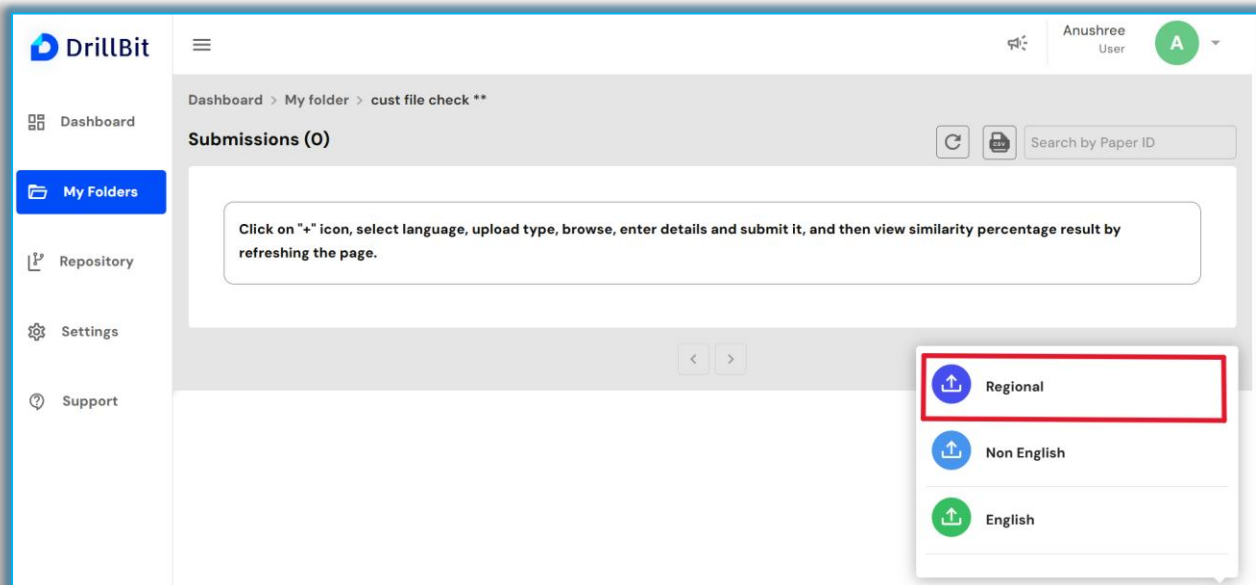 DrillBit
Anushree
User
A
Dashboard > My folder > cust file check **
Dashboard
Submissions (0)
CSV
Search by Paper ID
My Folders
Click on "+" icon, select language, upload type, browse, enter details and submit it, and then view similarity percentage result by
refreshing the page.
Repository
Settings
< >
Regional
Support
Non English
English